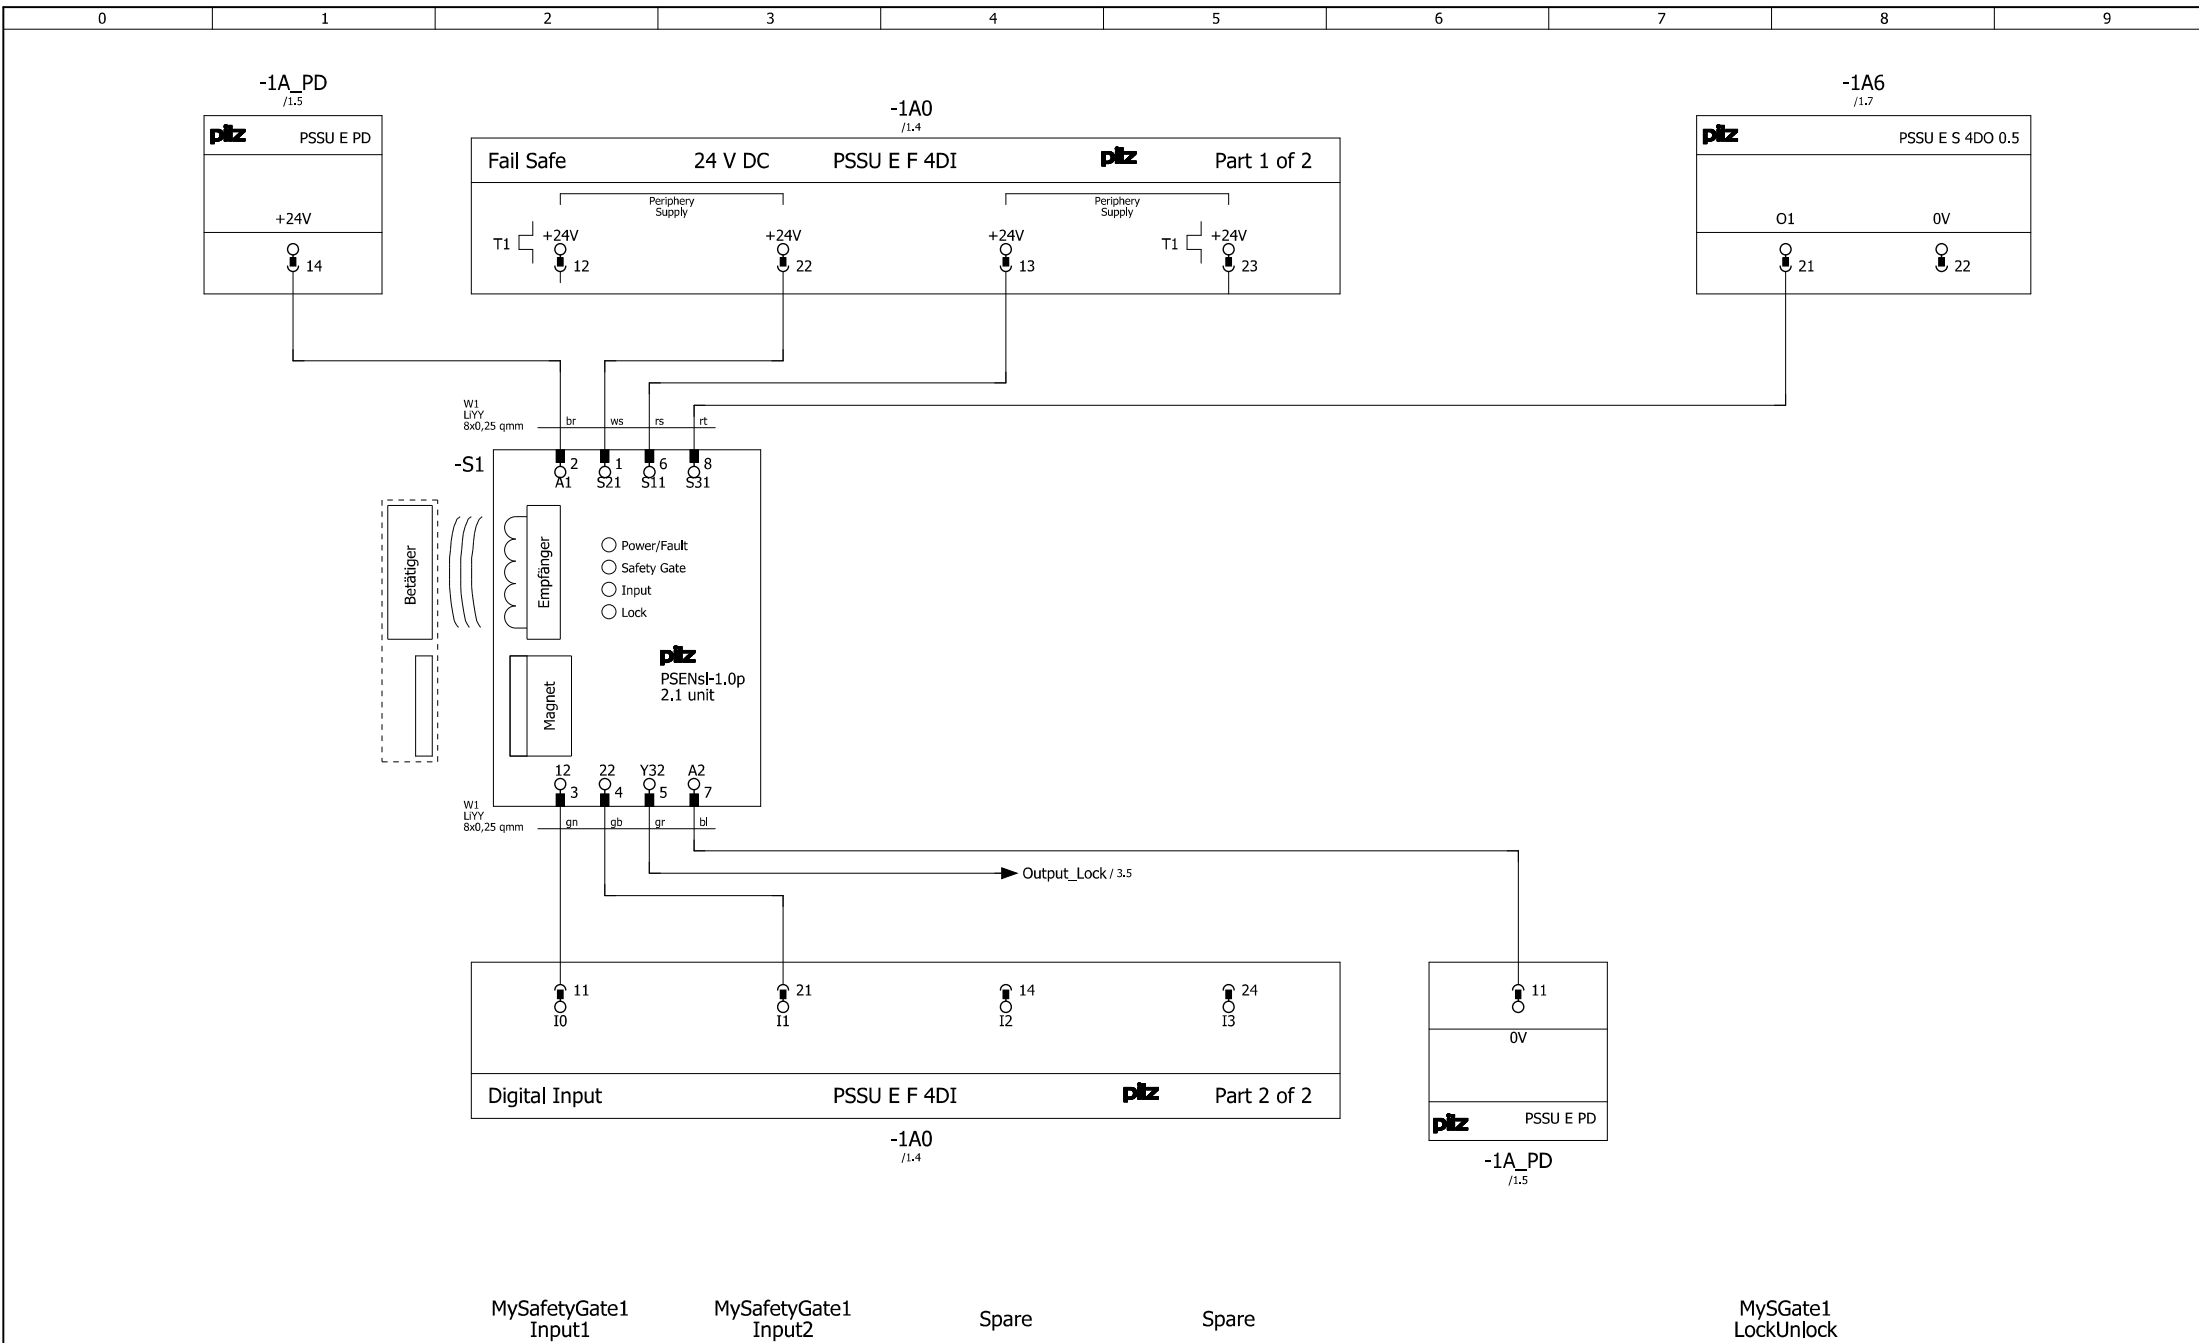 0 1 2 3 4 5 6 7 8 9
-1A_PD
/1.5
pilz PSSU E PD
+24V
14
-1A0
/1.4
Fail Safe 24 V DC PSSU E F 4DI pilz Part 1 of 2
Periphery
Supply
Periphery
Supply
T1 +24V +24V +24V T1 +24V
12 22 13 23
-1A6
/1.7
pilz PSSU E S 4DO 0.5
O1 0V
21 22
W1
LiYY
8x0,25 qmm
br ws rs rt
-S1
2 1 6 8
A1 S21 S11 S31
Betätiger
Empfänger
Power/Fault
Safety Gate
Input
Lock
pilz
PSENsl-1.0p
2.1 unit
Magnet
12 22 Y32 A2
3 4 5 7
W1
LiYY
8x0,25 qmm
gn gb gr bl
Output_Lock / 3.5
11 21 14 24
I0 I1 I2 I3
Digital Input PSSU E F 4DI pilz Part 2 of 2
-1A0
/1.4
11
0V
pilz PSSU E PD
-1A_PD
/1.5
MySafetyGate1
Input1
MySafetyGate1
Input2
Spare
Spare
MySGate1
LockUnlock